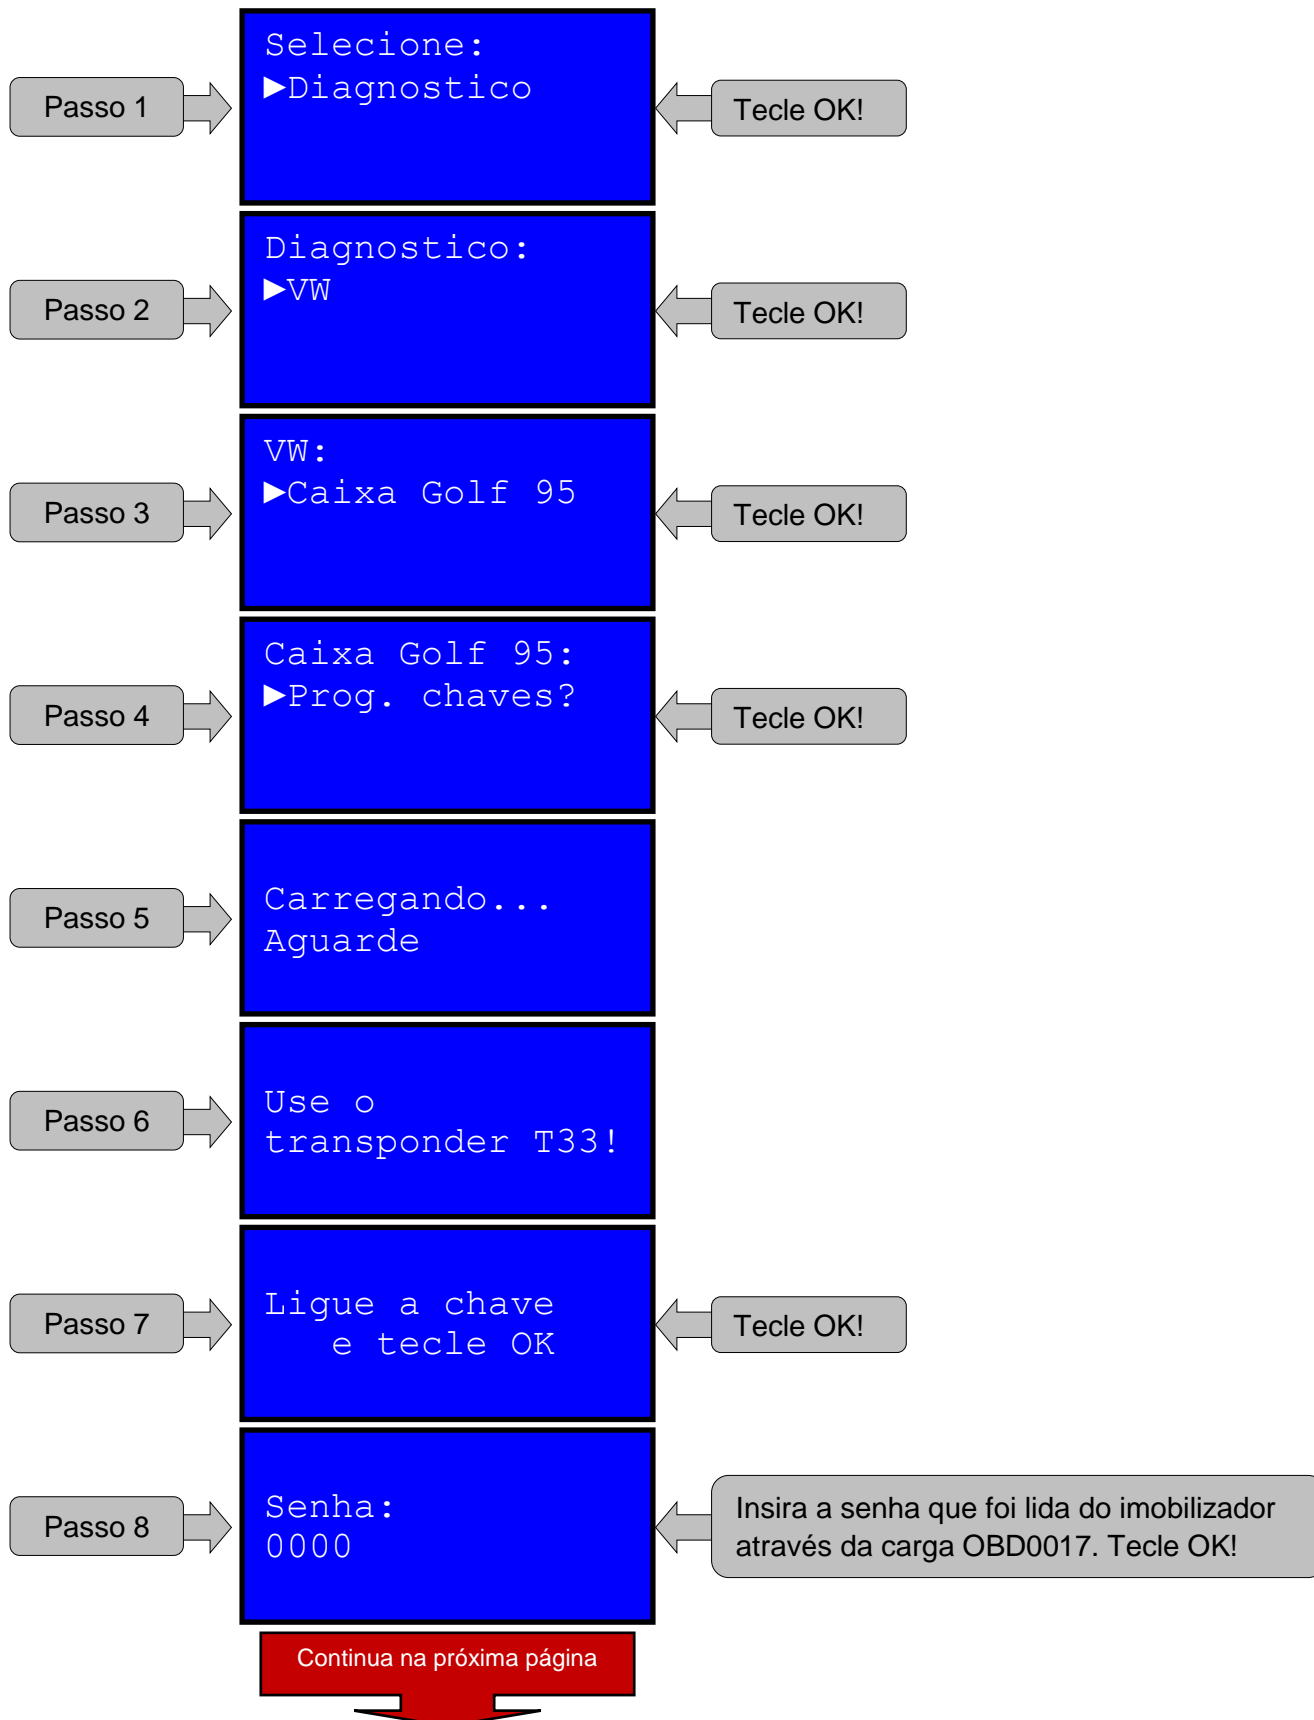 Selecione:
►Diagnostico
Passo 1
Tecle OK!
Diagnostico:
►VW
Passo 2
Tecle OK!
VW:
►Caixa Golf 95
Passo 3
Tecle OK!
Caixa Golf 95:
►Prog. chaves?
Passo 4
Tecle OK!
Carregando...
Aguarde
Passo 5
Use o
transponder T33!
Passo 6
Ligue a chave
e tecle OK
Passo 7
Tecle OK!
Senha:
0000
Passo 8
Insira a senha que foi lida do imobilizador
através da carga OBD0017. Tecle OK!
Continua na próxima página